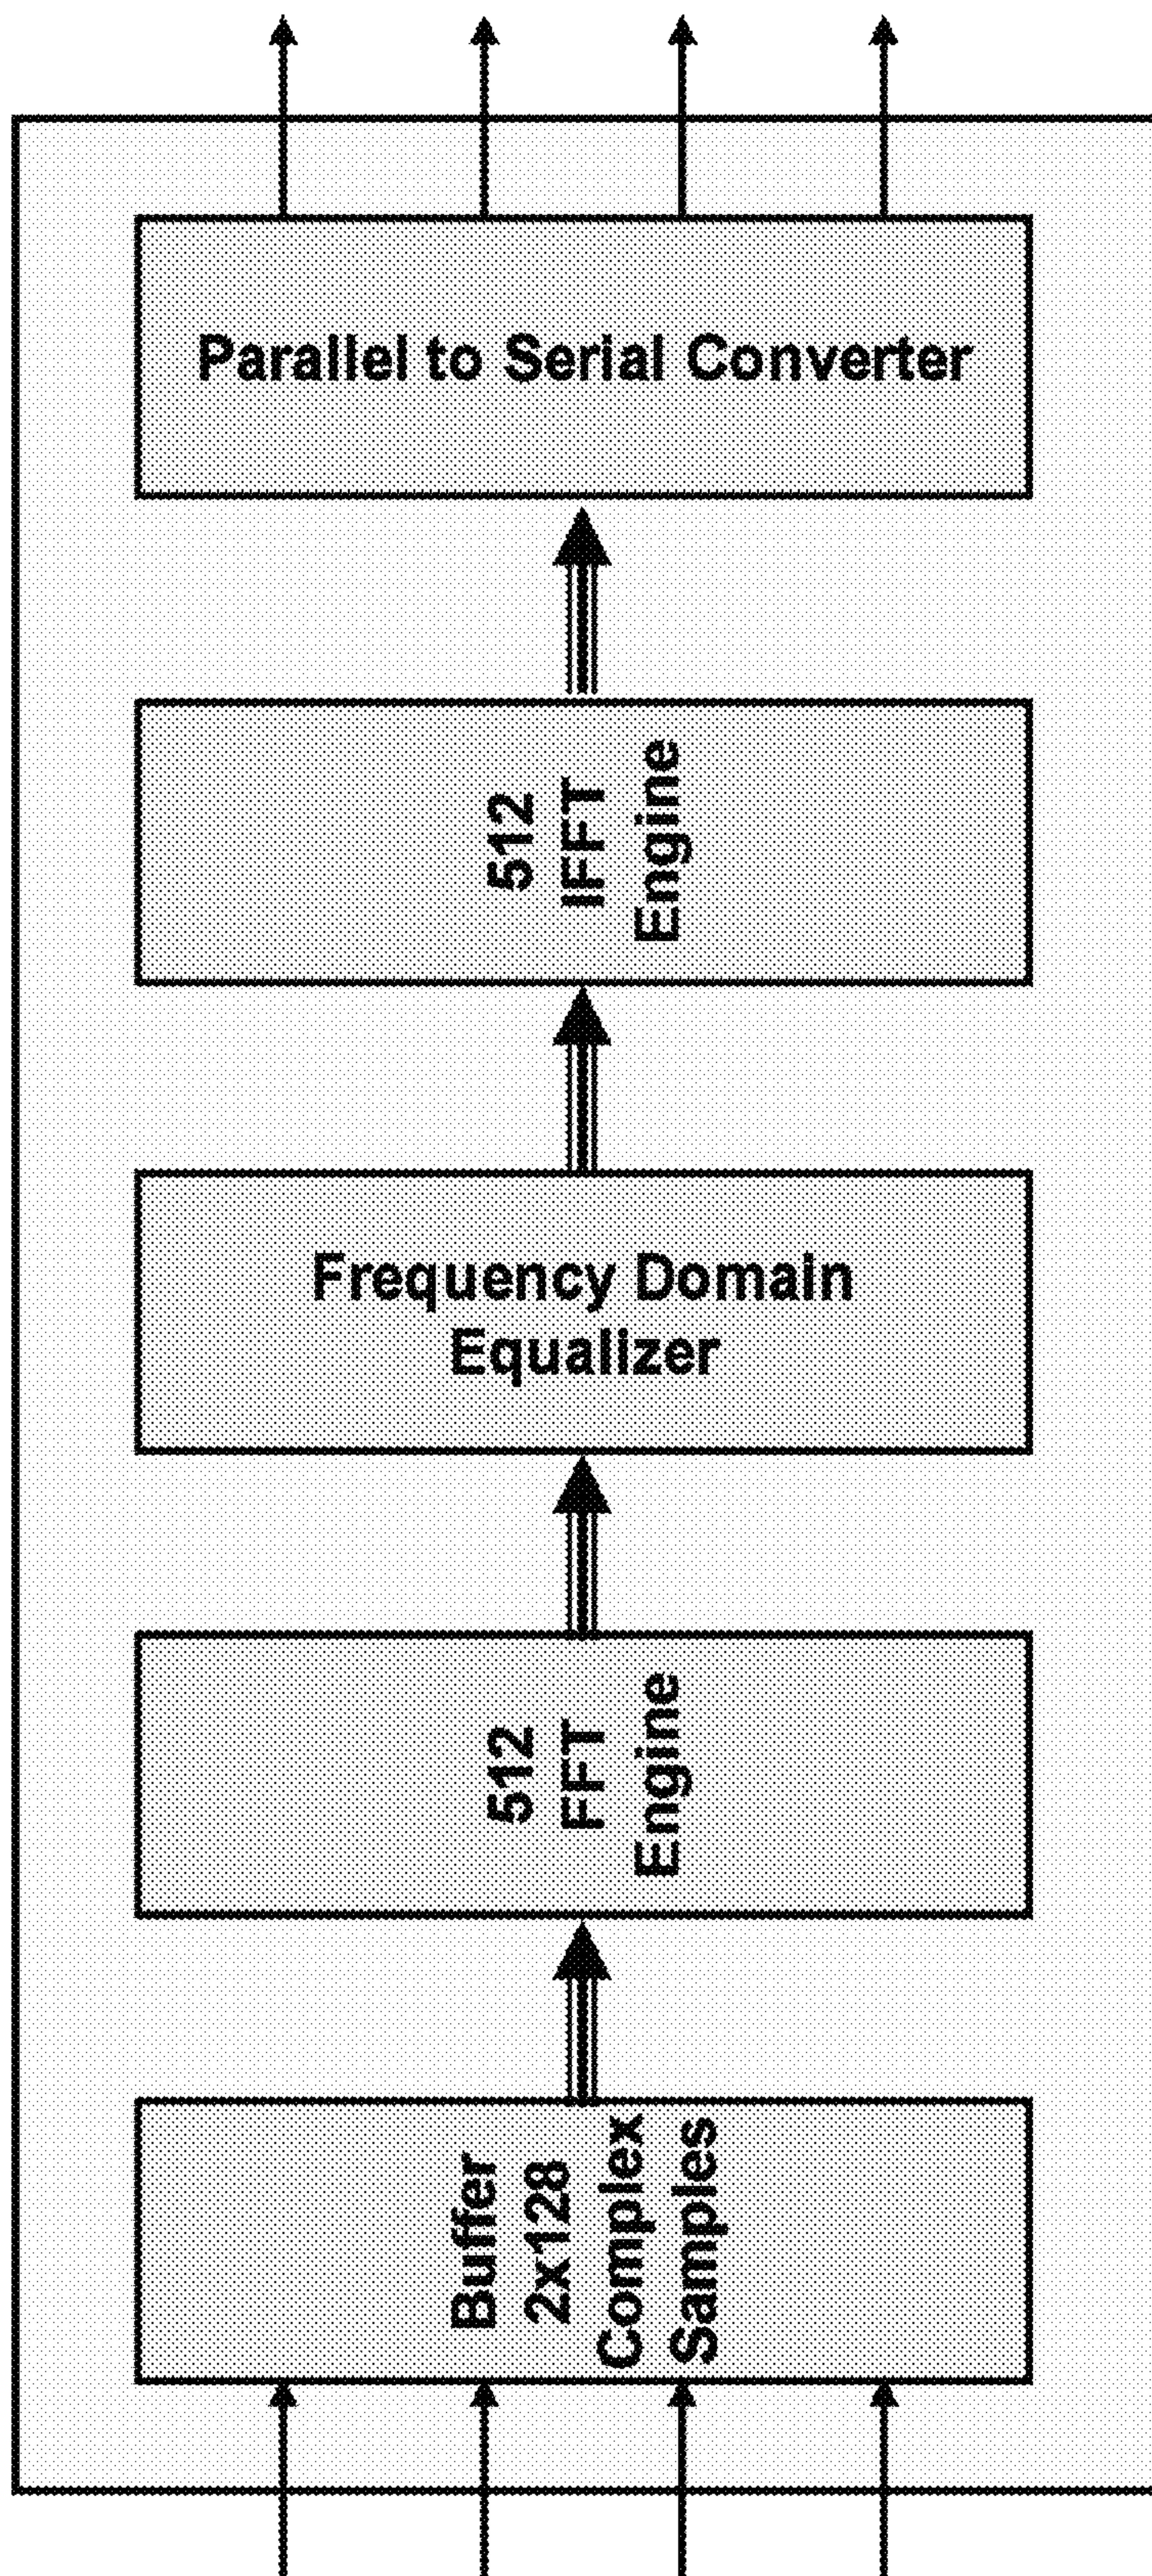 Parallel to Serial Converter
512
IFFT
Engine
Frequency Domain
Equalizer
512
FFT
Engine
Buffer
2x128
Complex
Samples